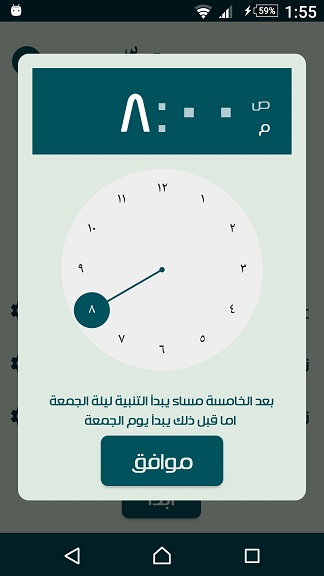 59%
1:55
٨:٠٠
ص
م
١٢
١
٢
٣
٤
٥
٦
٧
٨
٩
١٠
١١
بعد الخامسة مساء يبدأ التنبية ليلة الجمعة
اما قبل ذلك يبدأ يوم الجمعة
موافق
ابدأ